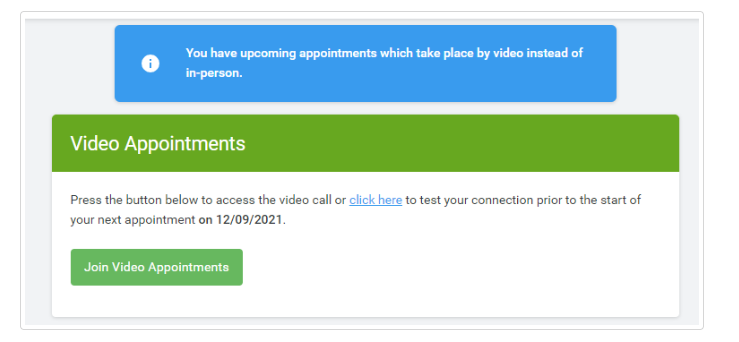 You have upcoming appointments which take place by video instead of
in-person.
Video Appointments
Press the button below to access the video call or click here to test your connection prior to the start of
your next appointment on 12/09/2021.
Join Video Appointments